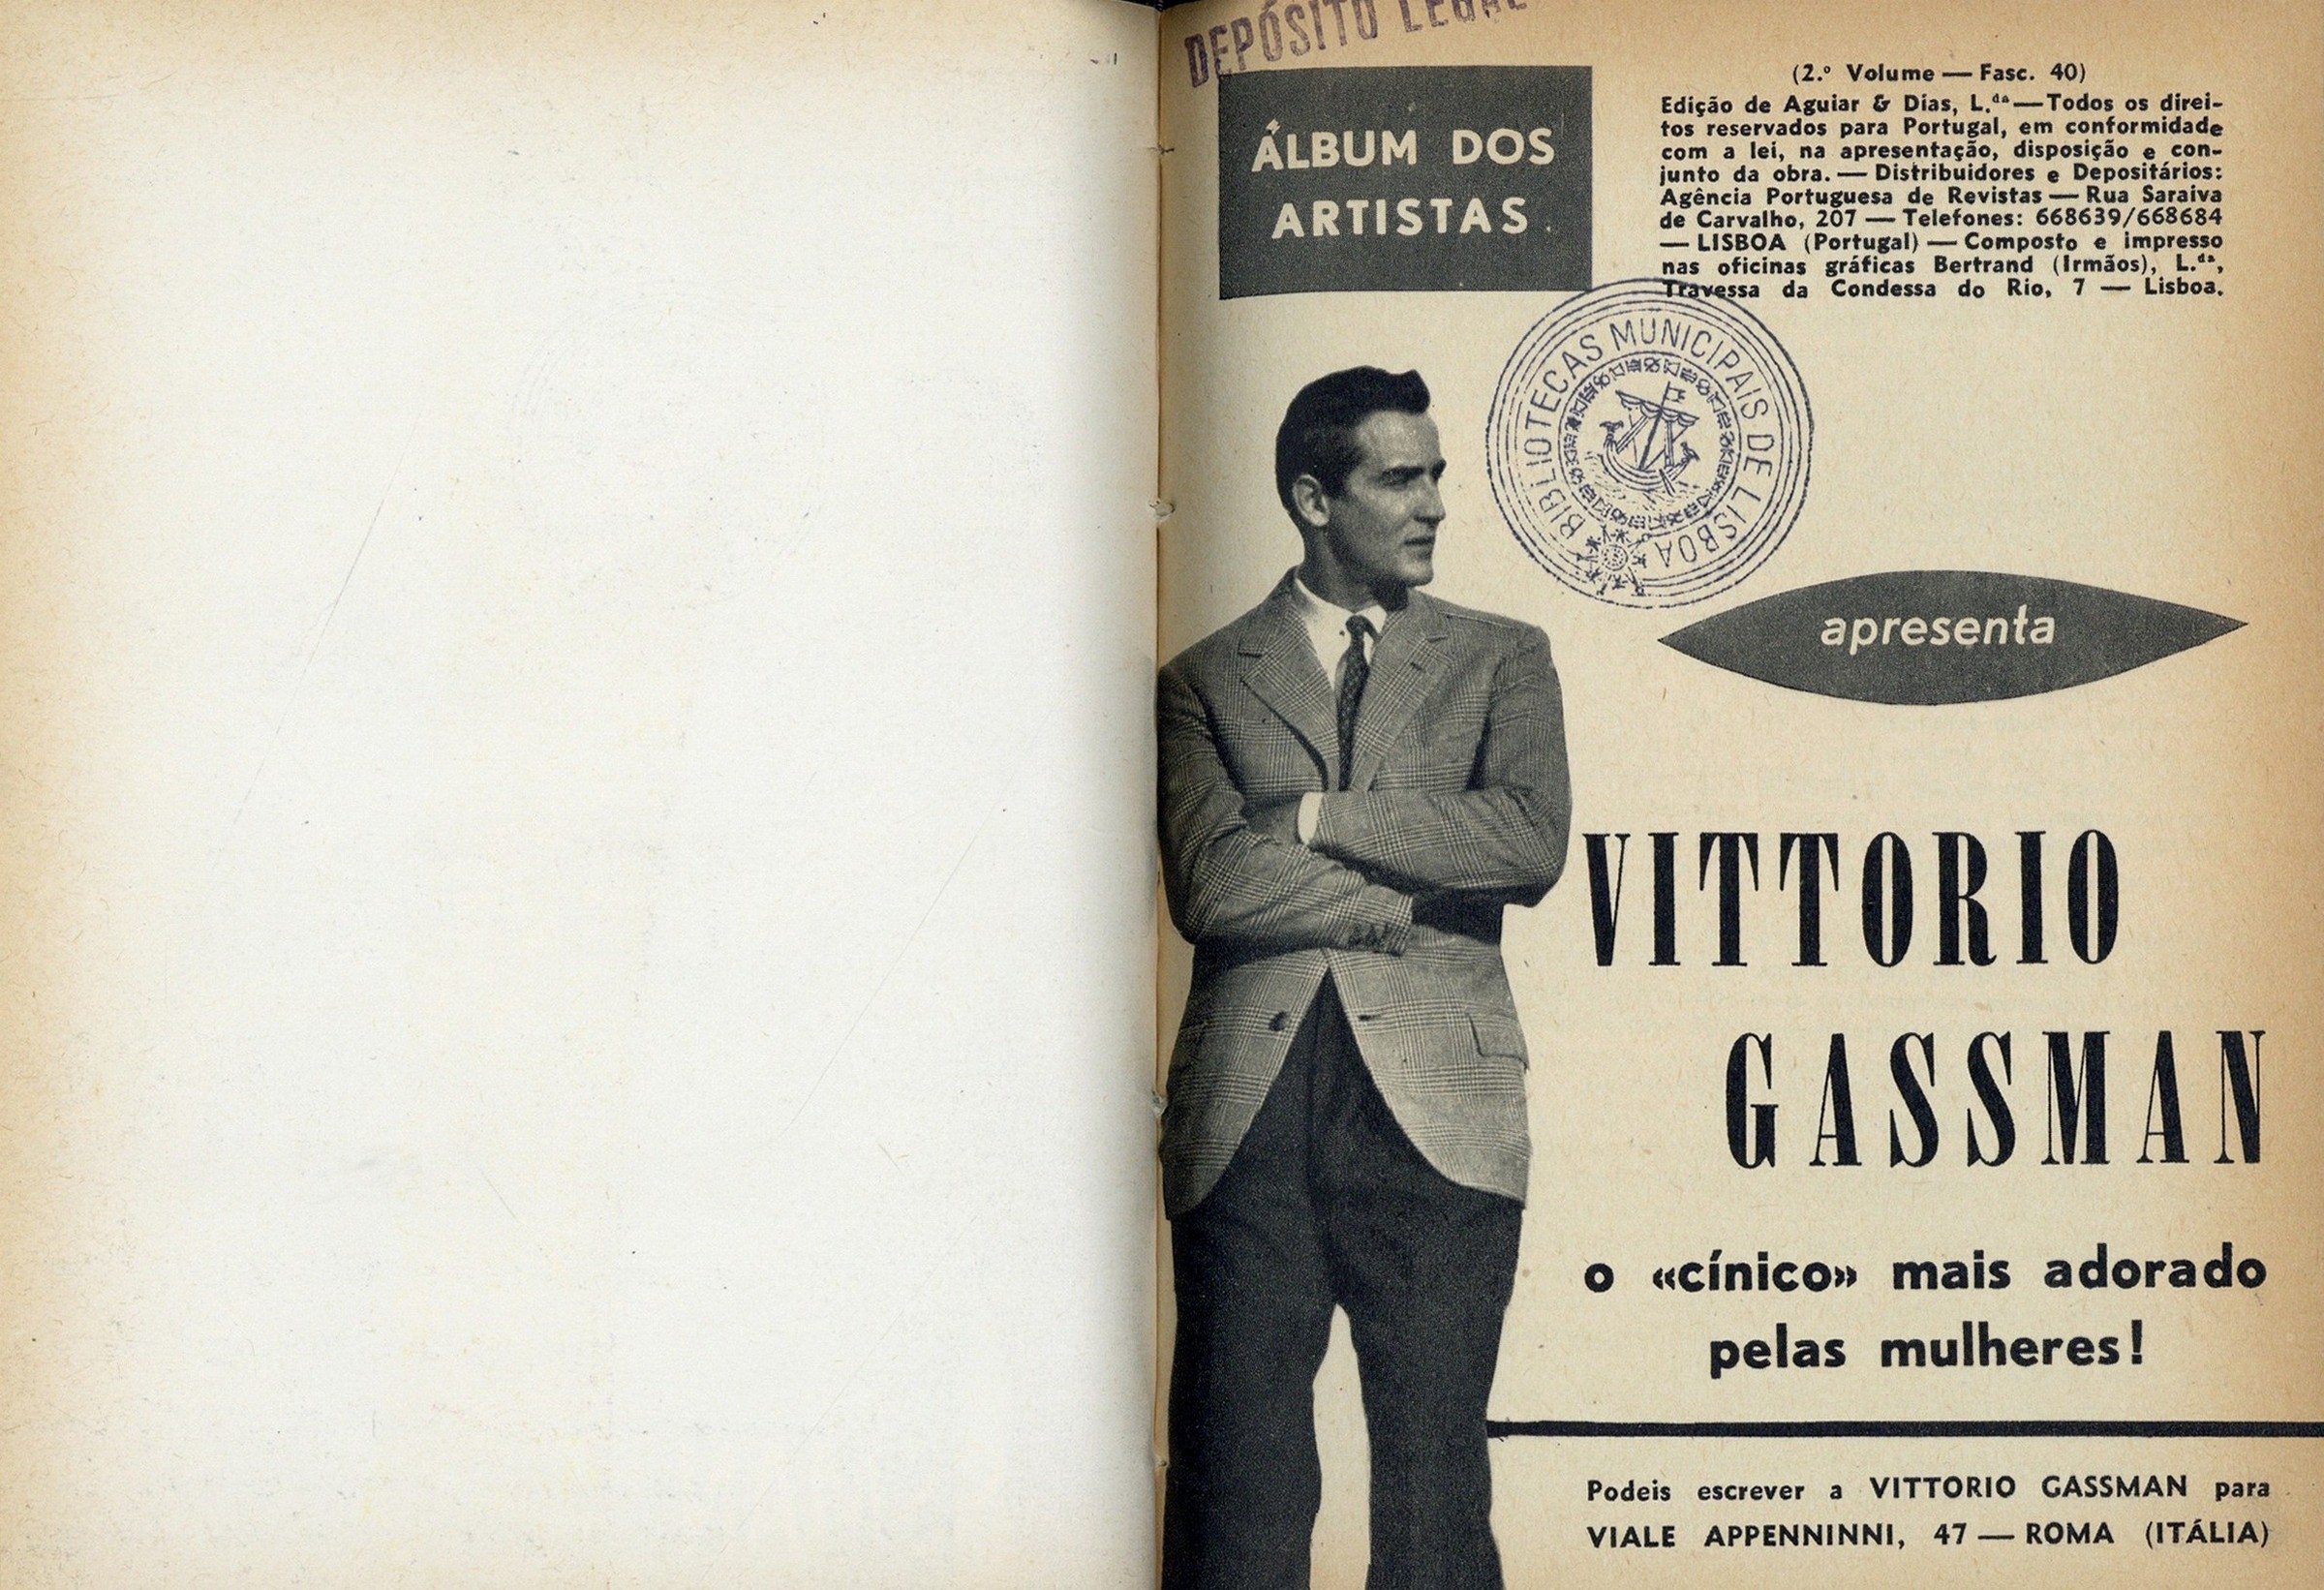 DEPÓSITO LEGAL
ÁLBUM DOS
ARTISTAS
(2.º Volume — Fasc. 40)
Edição de Aguiar & Dias, L.ᵈᵃ — Todos os direi-
tos reservados para Portugal, em conformidade
com a lei, na apresentação, disposição e con-
junto da obra. — Distribuidores e Depositários:
Agência Portuguesa de Revistas — Rua Saraiva
de Carvalho, 207 — Telefones: 668639/668684
— LISBOA (Portugal) — Composto e impresso
nas oficinas gráficas Bertrand (Irmãos), L.ᵈᵃ,
Travessa da Condessa do Rio, 7 — Lisboa.
BIBLIOTECAS MUNICIPAIS DE LISBOA
apresenta
VITTORIO
GASSMAN
o «cínico» mais adorado
pelas mulheres!
Podeis escrever a VITTORIO GASSMAN para
VIALE APPENNINNI, 47 — ROMA (ITÁLIA)